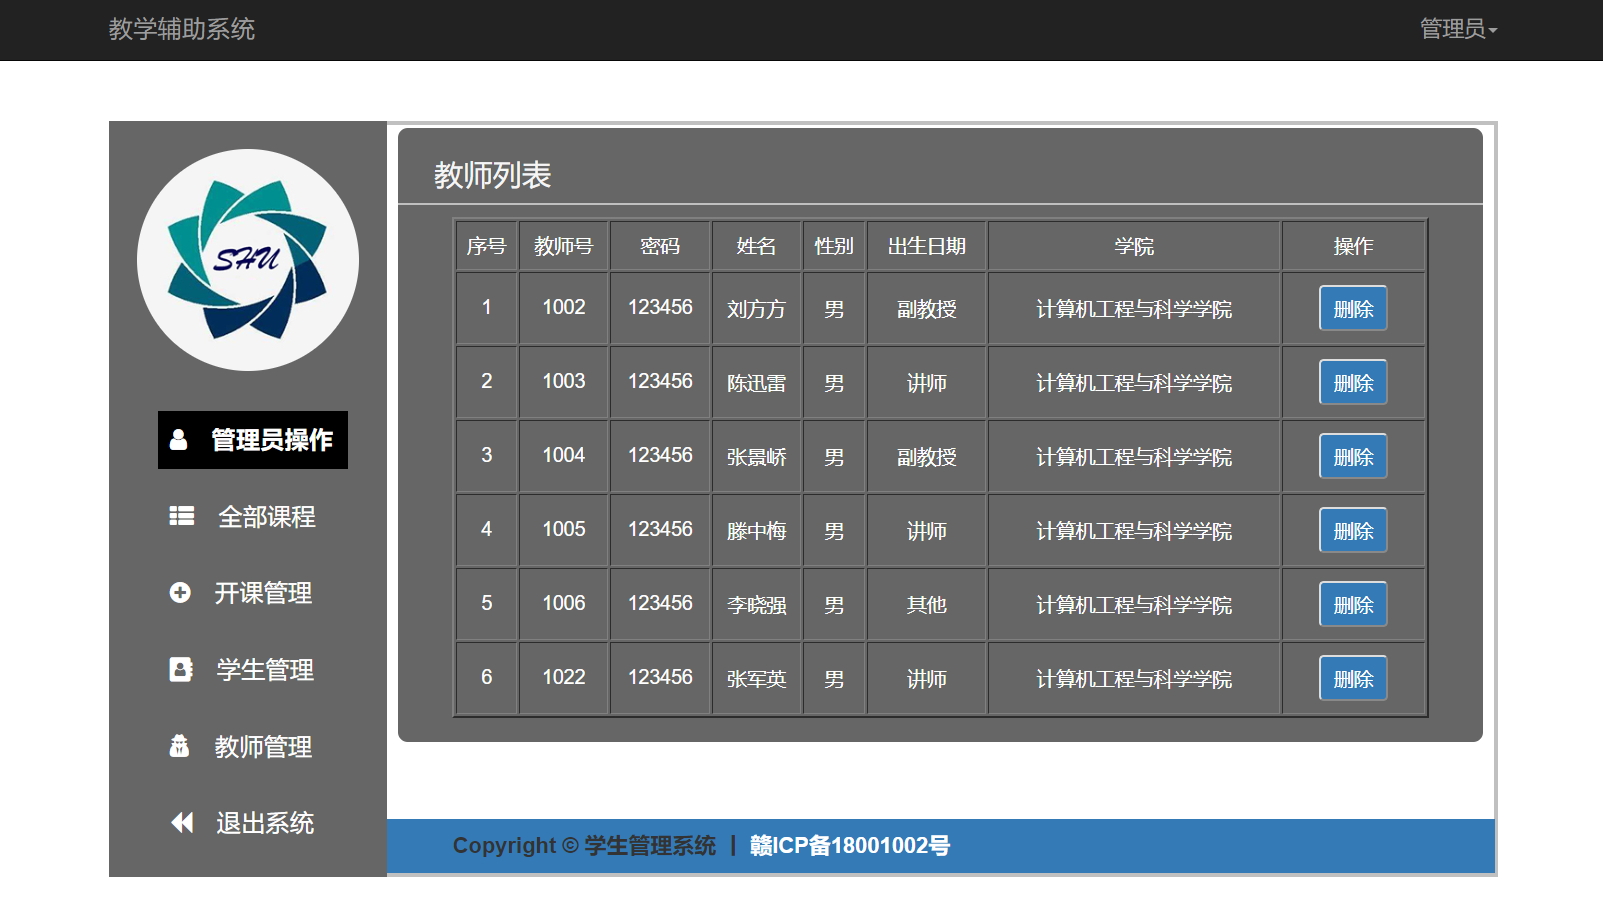 教学辅助系统
管理员
SHU
管理员操作
全部课程
开课管理
学生管理
教师管理
退出系统
教师列表
序号 教师号 密码 姓名 性别 出生日期 学院 操作
1 1002 123456 刘方方 男 副教授 计算机工程与科学学院 删除
2 1003 123456 陈迅雷 男 讲师 计算机工程与科学学院 删除
3 1004 123456 张景峤 男 副教授 计算机工程与科学学院 删除
4 1005 123456 滕中梅 男 讲师 计算机工程与科学学院 删除
5 1006 123456 李晓强 男 其他 计算机工程与科学学院 删除
6 1022 123456 张军英 男 讲师 计算机工程与科学学院 删除
Copyright © 学生管理系统 | 赣ICP备18001002号